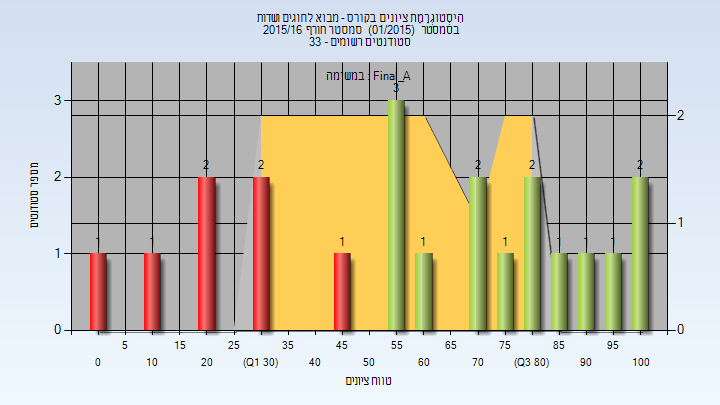 היסטוגרמת ציונים בקורס - מבוא לחוגים ושדות
בסמסטר (01/2015) סמסטר חורף 2015/16
סטודנטים רשומים - 33
במשימה : Final_A
3
2
1
0
2
1
0
מספר סטודנטים
1
1
2
2
1
3
1
2
1
2
1
1
1
2
5 15 25 35 45 55 65 75 85 95
0 10 20 (Q1 30) 40 50 60 70 (Q3 80) 90 100
טווח ציונים